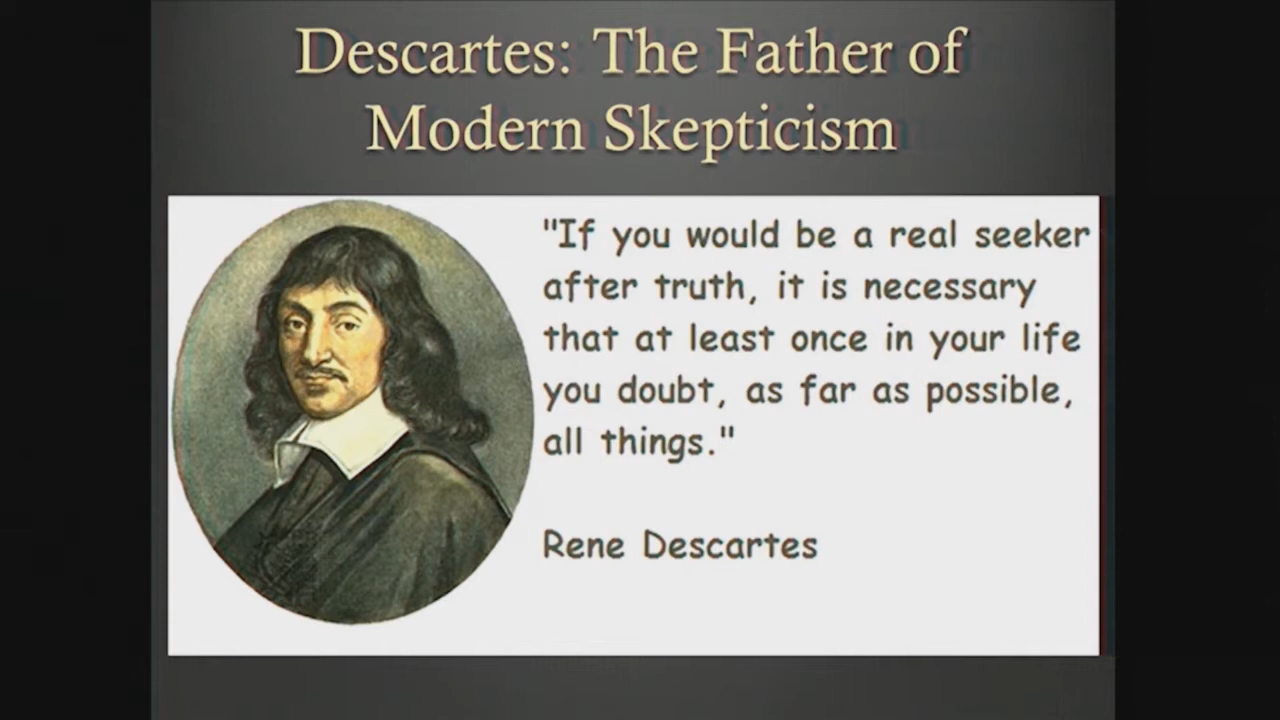 Descartes: The Father of
Modern Skepticism
"If you would be a real seeker
after truth, it is necessary
that at least once in your life
you doubt, as far as possible,
all things."
Rene Descartes